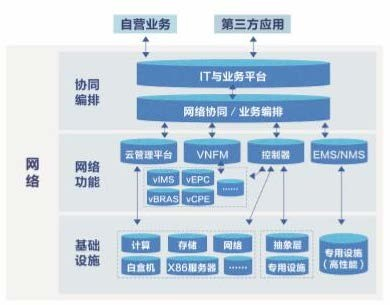 自营业务
第三方应用
协同
编排
IT与业务平台
网络协同 / 业务编排
网络
网络
功能
云管理平台
VNFM
控制器
EMS/NMS
vIMS
vEPC
vBRAS
vCPE
……
基础
设施
计算
存储
网络
抽象层
专用设施
(高性能)
白盒机
X86服务器
……
专用设施